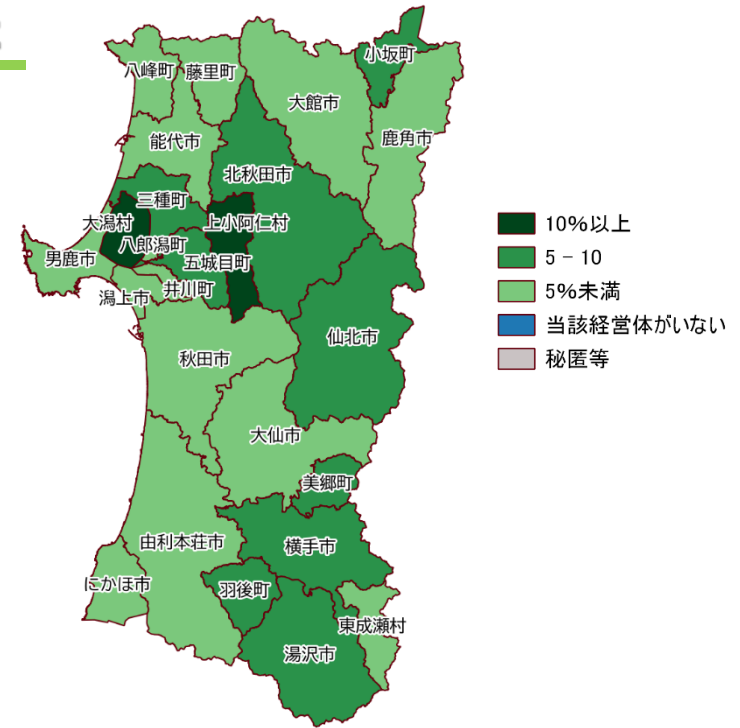 小坂町
八峰町
藤里町
大館市
鹿角市
能代市
北秋田市
三種町
大潟村
上小阿仁村
八郎潟町
男鹿市
五城目町
井川町
潟上市
仙北市
秋田市
大仙市
美郷町
由利本荘市
横手市
にかほ市
羽後町
東成瀬村
湯沢市
10%以上
5 - 10
5%未満
当該経営体がいない
秘匿等